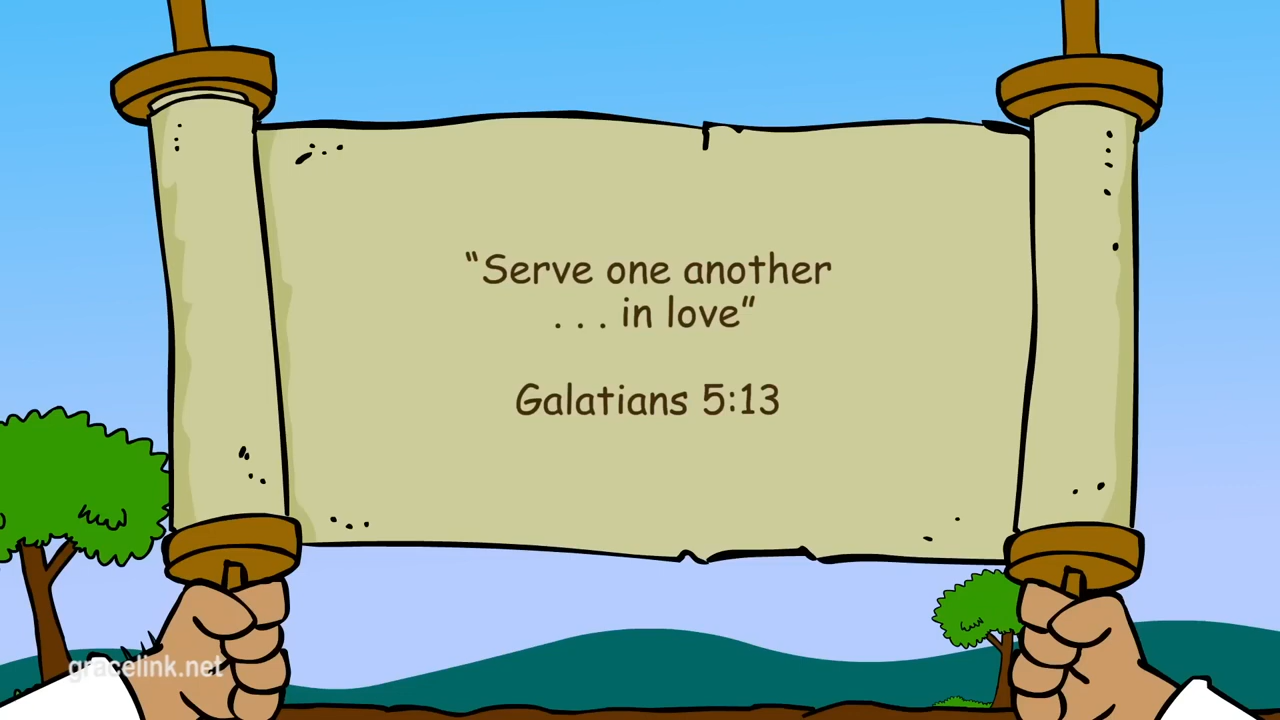 “Serve one another
. . . in love”
Galatians 5:13
gracelink.net